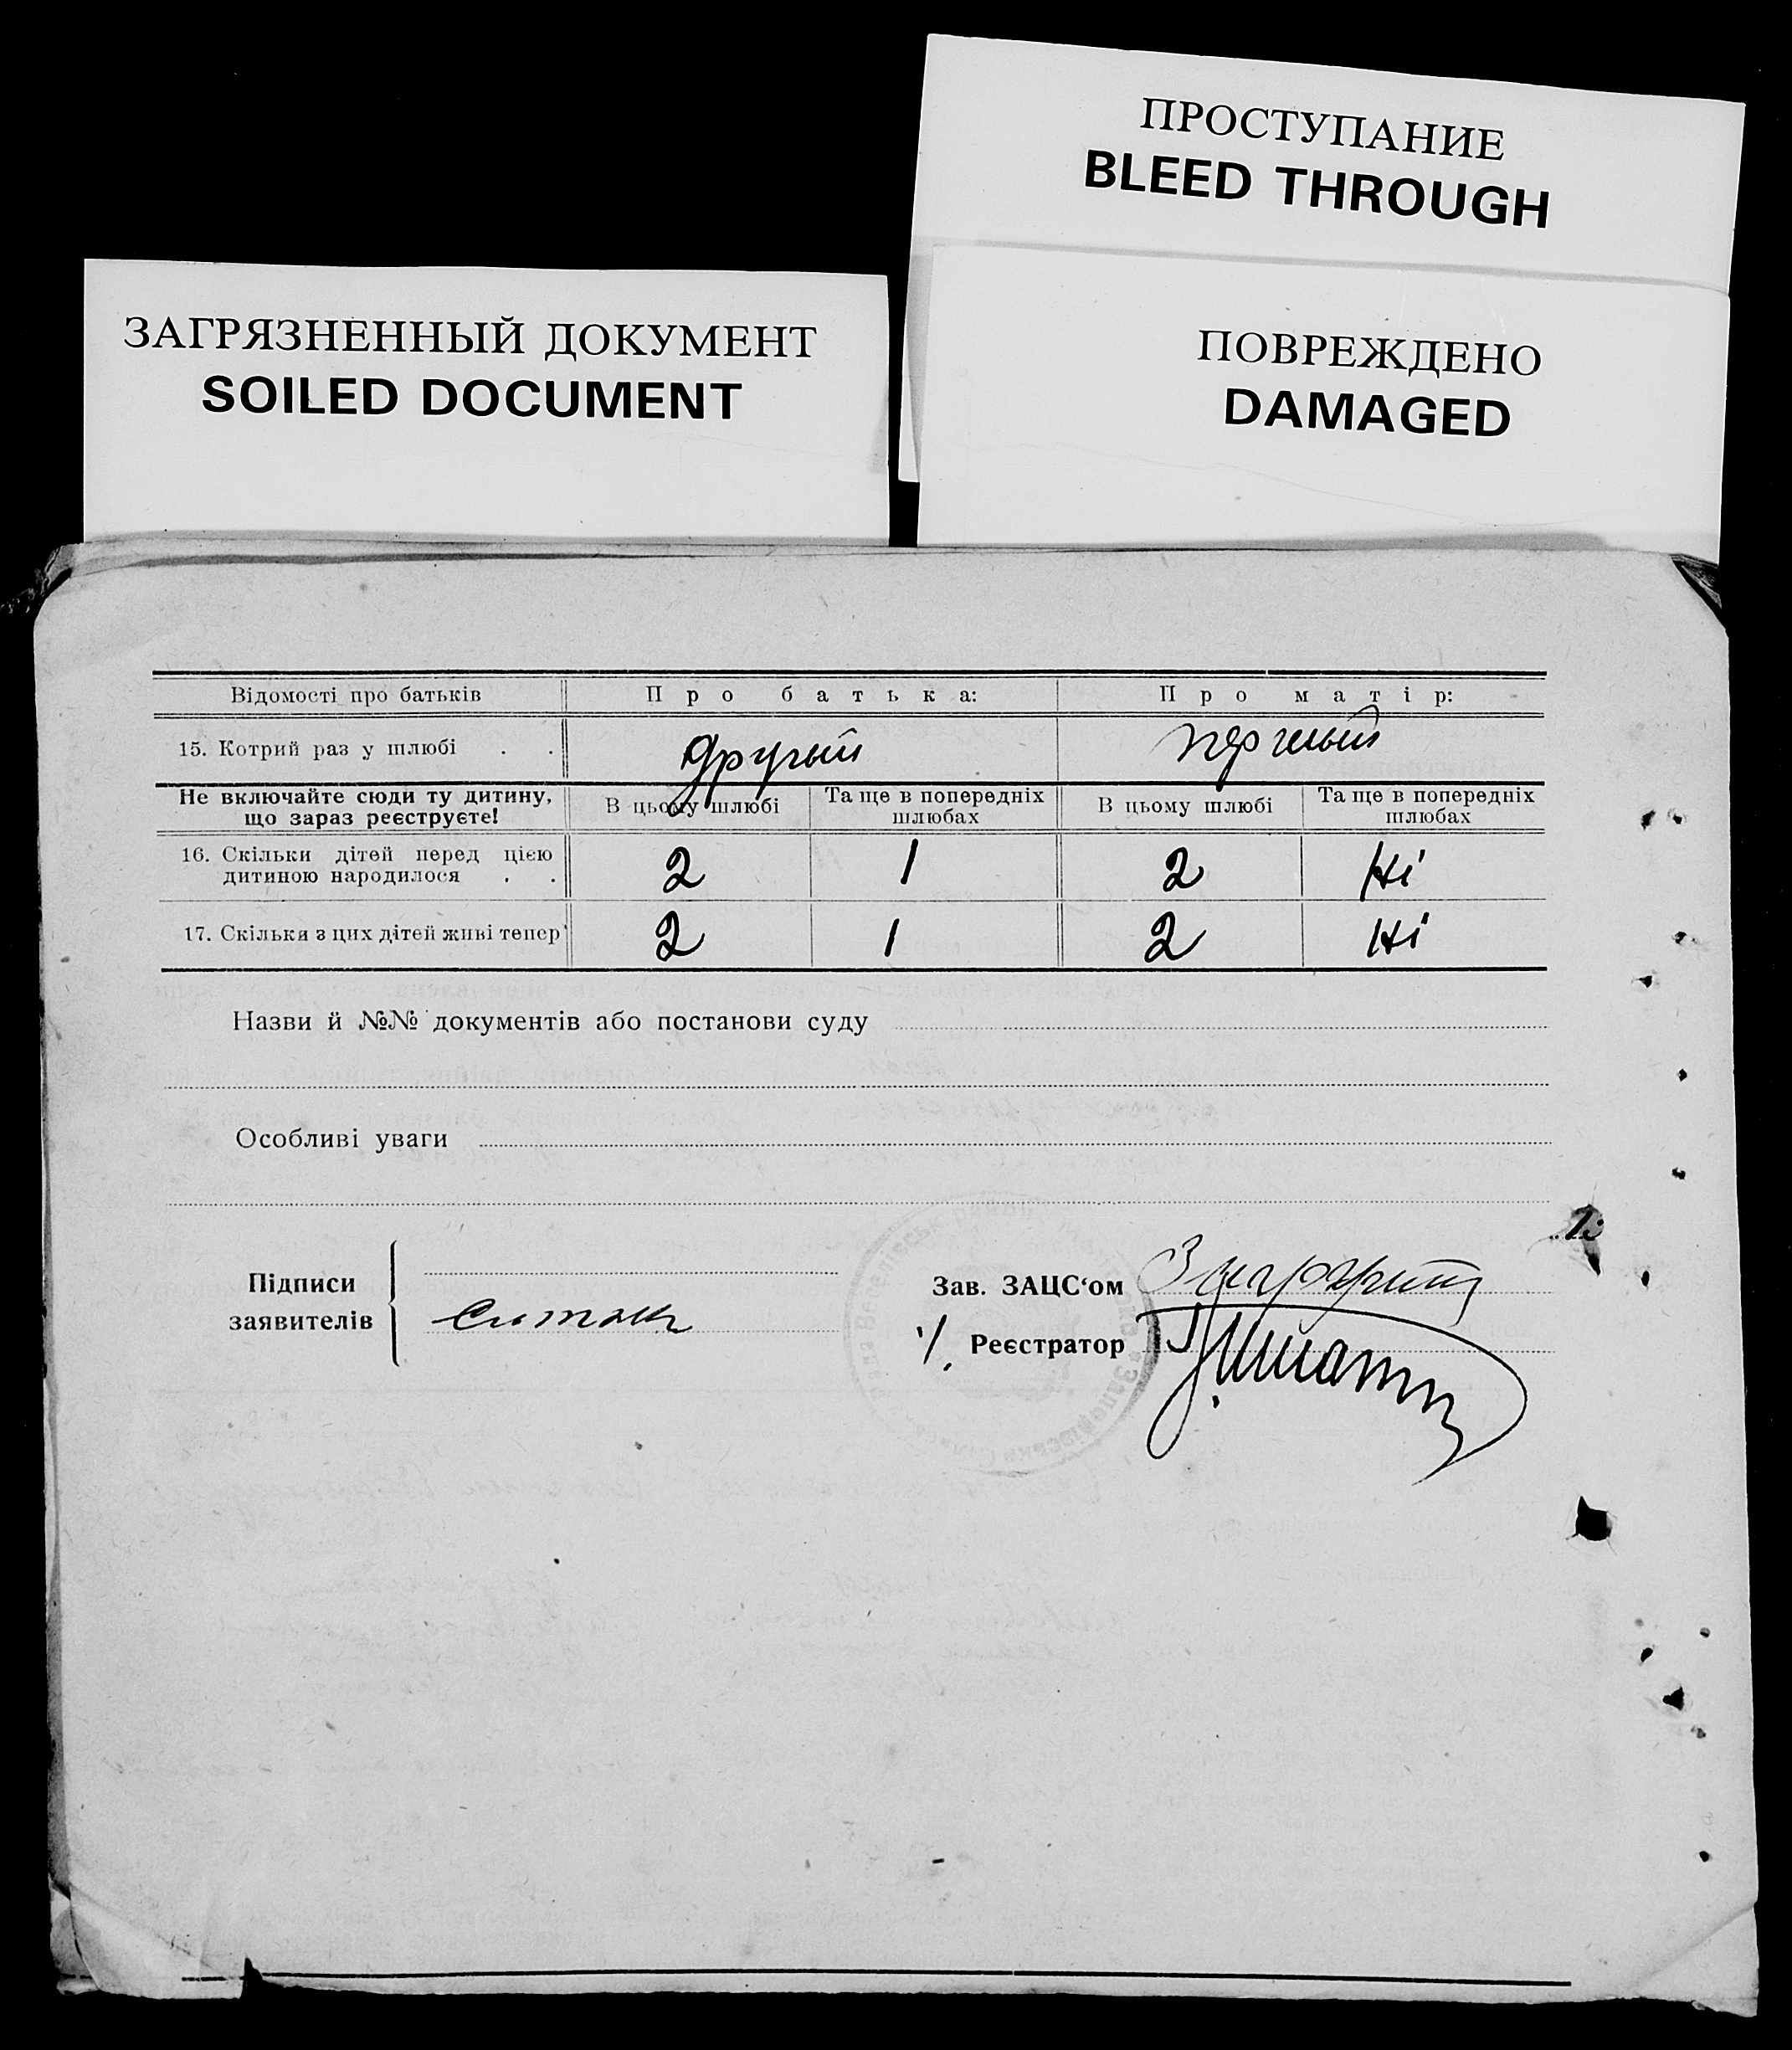 ПРОСТУПАНИЕ
BLEED THROUGH
ЗАГРЯЗНЕННЫЙ ДОКУМЕНТ
SOILED DOCUMENT
ПОВРЕЖДЕНО
DAMAGED
Відомості про батьків Про батька: Про матір:
15. Котрий раз у шлюбі . . другий першый
Не включайте сюди ту дитину, що зараз реєструєте! В цьому шлюбі Та ще в попередніх шлюбах В цьому шлюбі Та ще в попередніх шлюбах
16. Скільки дітей перед цією дитиною народилося . . 2 1 2 Ні
17. Скільки з цих дітей живі тепер 2 1 2 Ні
Назви й №№ документів або постанови суду
Особливі уваги
Підписи заявителів
Зав. ЗАЦС‘ом
Реєстратор